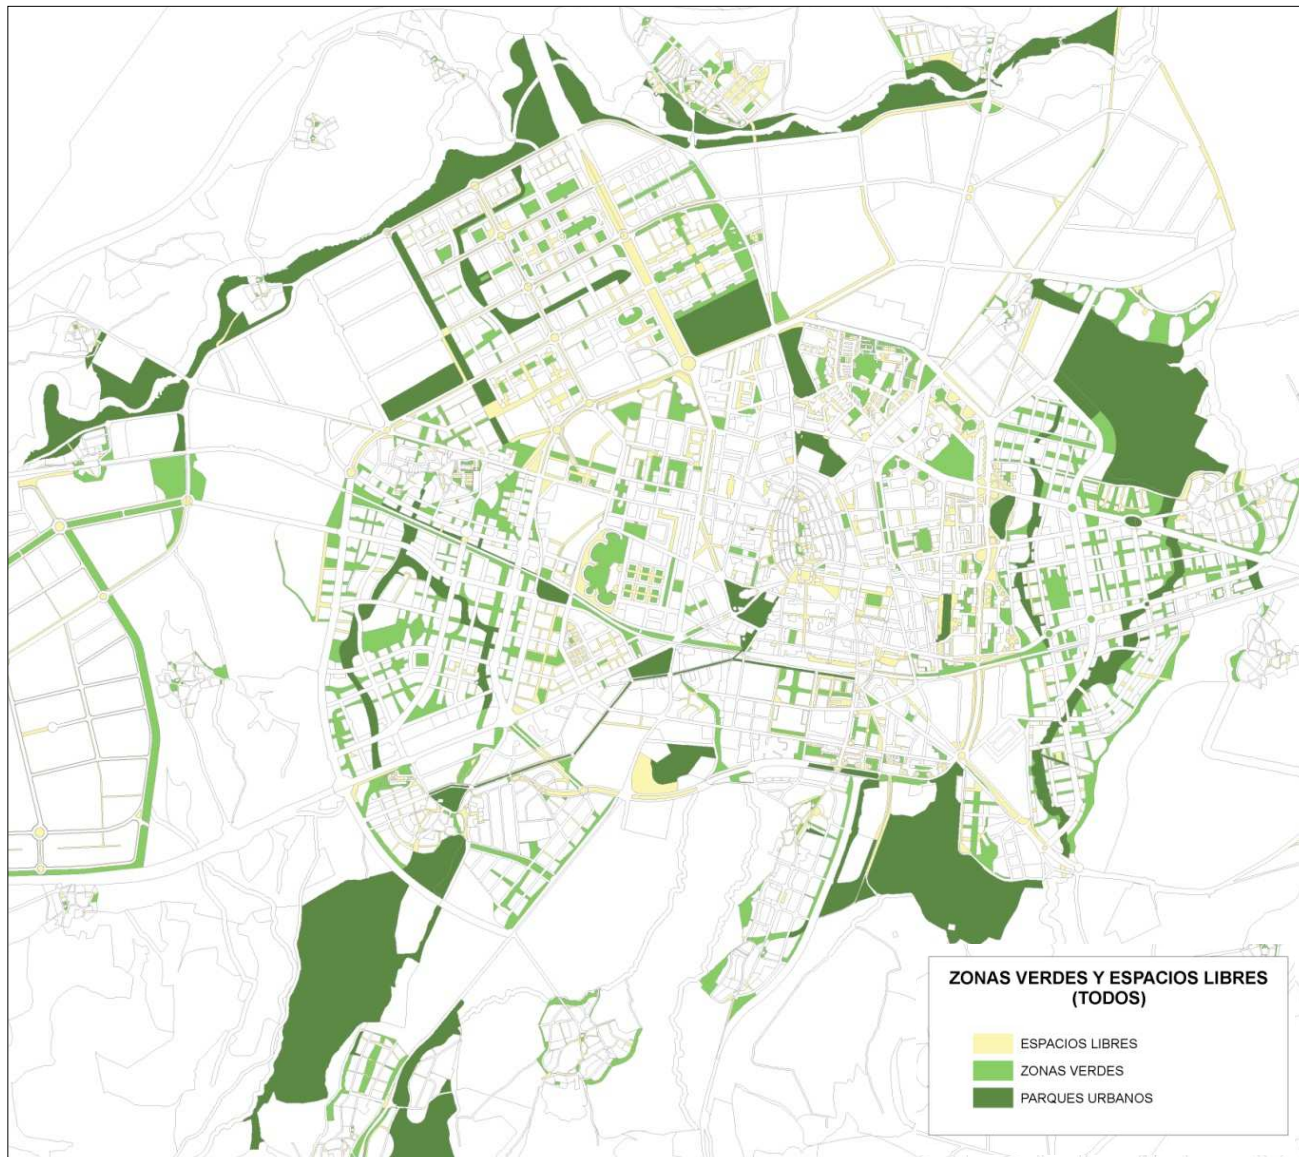 ZONAS VERDES Y ESPACIOS LIBRES
(TODOS)
ESPACIOS LIBRES
ZONAS VERDES
PARQUES URBANOS